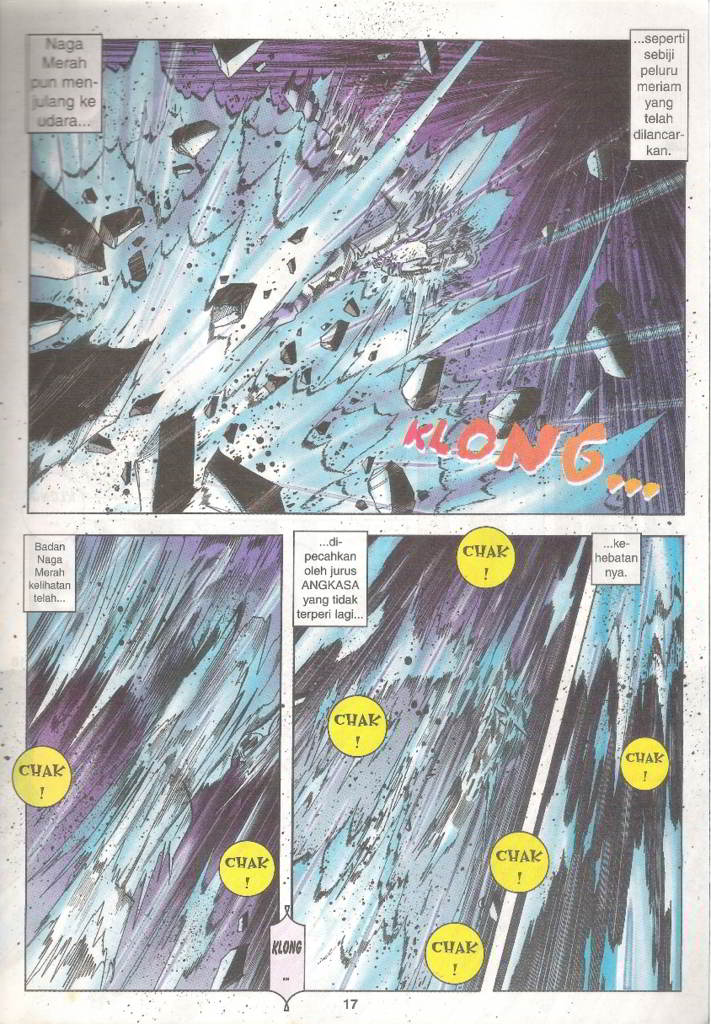 Naga
Merah
pun men-
julang ke
udara...
...seperti
sebiji
peluru
meriam
yang
telah
dilancar-
kan.
KLONG...
Badan
Naga
Merah
kelihatan
telah...
...di-
pecahkan
oleh jurus
ANGKASA
yang tidak
terperi lagi...
...ke-
hebatan
nya.
CHAK
!
CHAK
!
CHAK
!
CHAK
!
CHAK
!
CHAK
!
CHAK
!
KLONG
...
17